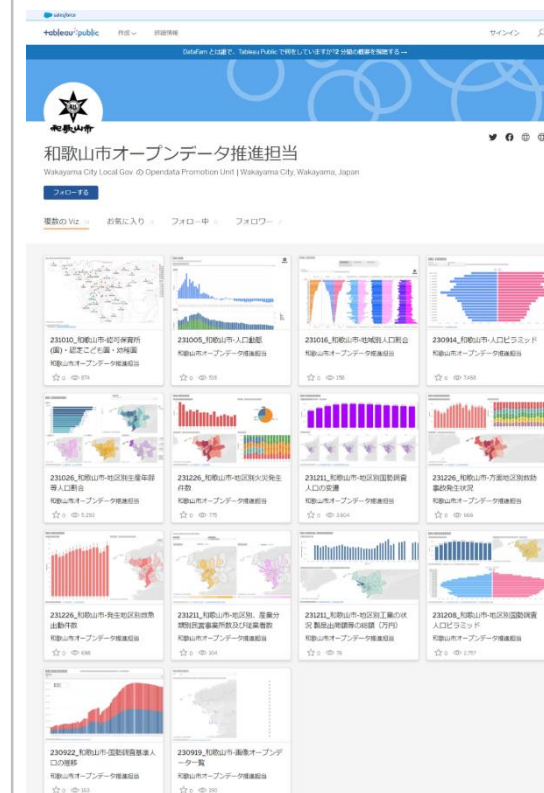 salesforce
+ableau public 作成 詳細情報 サインイン
DataFam とは誰で、Tableau Public で何をしていますか?2 分間の概要を視聴する →
和歌山市
和歌山市オープンデータ推進担当
Wakayama City Local Gov. の Opendata Promotion Unit | Wakayama City, Wakayama, Japan
フォローする
複数の Viz お気に入り フォロー中 フォロワー
231010_和歌山市-認可保育所
(園)・認定こども園・幼稚園
和歌山市オープンデータ推進担当
☆ 0 874
231005_和歌山市-人口動態
和歌山市オープンデータ推進担当
☆ 0
231016_和歌山市-地域別人口割合
和歌山市オープンデータ推進担当
☆ 0 158
230914_和歌山市-人口ピラミッド
和歌山市オープンデータ推進担当
☆ 0
231026_和歌山市-地区別生産年齢
等人口割合
和歌山市オープンデータ推進担当
☆ 0
231226_和歌山市-地区別火災発生
件数
和歌山市オープンデータ推進担当
☆ 0
231211_和歌山市-地区別国勢調査
人口の変遷
和歌山市オープンデータ推進担当
☆ 0
231226_和歌山市-方面地区別救助
事故発生状況
和歌山市オープンデータ推進担当
☆ 0
231226_和歌山市-発生地区別救急
出動件数
和歌山市オープンデータ推進担当
☆ 0
231211_和歌山市-地区別、産業分
類別民営事業所数及び従業者数
和歌山市オープンデータ推進担当
☆ 0 104
231211_和歌山市-地区別工業の状
況 製品出荷額等の総額(万円)
和歌山市オープンデータ推進担当
☆ 0 76
231208_和歌山市-地区別国勢調査
人口ピラミッド
和歌山市オープンデータ推進担当
☆ 0 2,757
230922_和歌山市-国勢調査基準人
口の推移
和歌山市オープンデータ推進担当
☆ 0 163
230919_和歌山市-画像オープンデ
ータ一覧
和歌山市オープンデータ推進担当
☆ 0